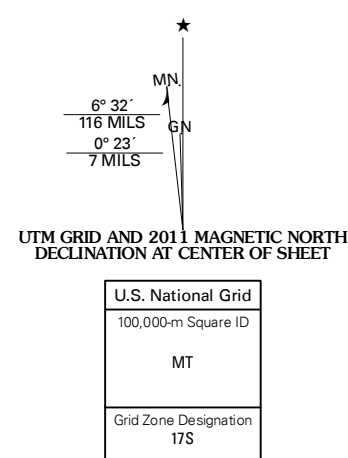 ★
MN.
6° 32´
116 MILS
GN
0° 23´
7 MILS
UTM GRID AND 2011 MAGNETIC NORTH
DECLINATION AT CENTER OF SHEET
U.S. National Grid
100,000-m Square ID
MT
Grid Zone Designation
17S